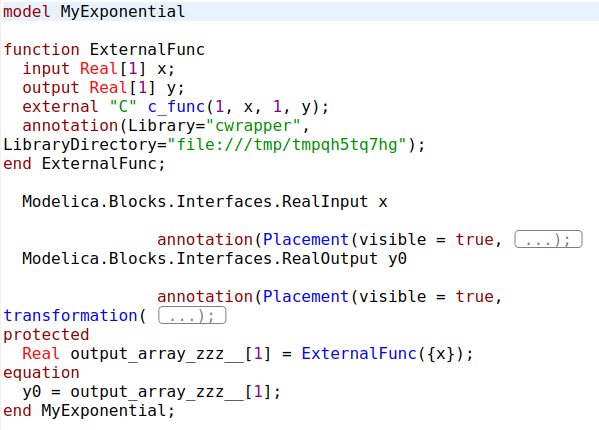 model MyExponential
function ExternalFunc
input Real[1] x;
output Real[1] y;
external "C" c_func(1, x, 1, y);
annotation(Library="cwrapper",
LibraryDirectory="file:///tmp/tmpqh5tq7hg");
end ExternalFunc;
Modelica.Blocks.Interfaces.RealInput x
annotation(Placement(visible = true, ...);
Modelica.Blocks.Interfaces.RealOutput y0
annotation(Placement(visible = true,
transformation( ...);
protected
Real output_array_zzz__[1] = ExternalFunc({x});
equation
y0 = output_array_zzz__[1];
end MyExponential;